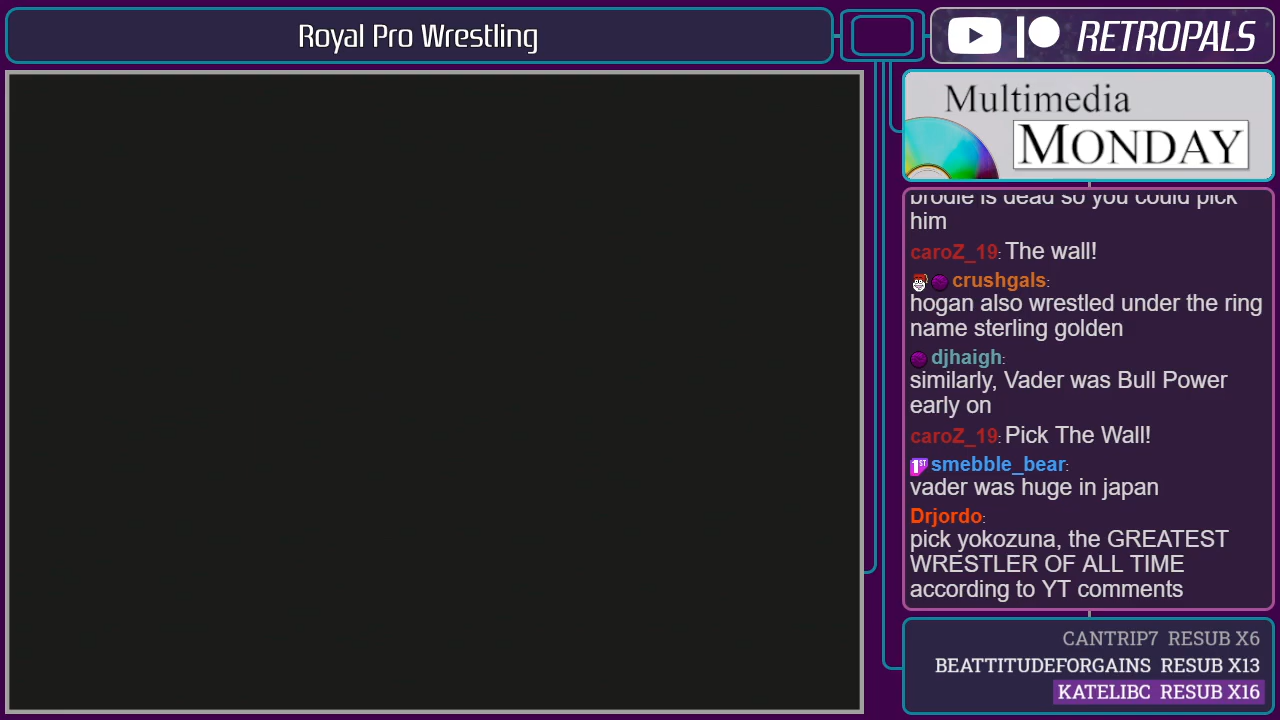 Royal Pro Wrestling
RETROPALS
Multimedia
MONDAY
brodie is dead so you could pick
him
caroZ_19: The wall!
crushgals:
hogan also wrestled under the ring
name sterling golden
djhaigh:
similarly, Vader was Bull Power
early on
caroZ_19: Pick The Wall!
1ST smebble_bear:
vader was huge in japan
Drjordo:
pick yokozuna, the GREATEST
WRESTLER OF ALL TIME
according to YT comments
CANTRIP7 RESUB X6
BEATTITUDEFORGAINS RESUB X13
KATELIBC RESUB X16